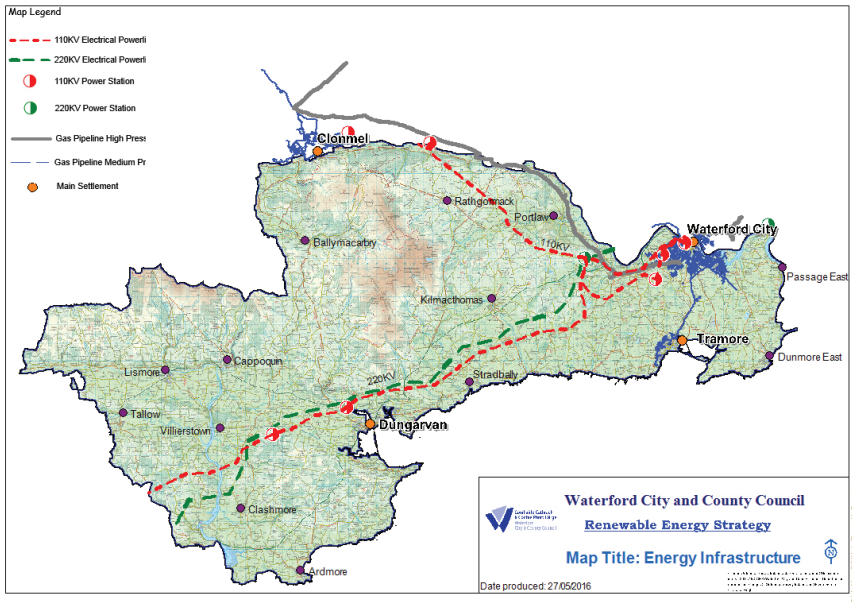 Map Legend
110KV Electrical Powerli
220KV Electrical Powerli
110KV Power Station
220KV Power Station
Gas Pipeline High Press
Gas Pipeline Medium Pr
Main Settlement
Clonmel
Rathgormack
Portlaw
Waterford City
Ballymacarbry
110KV
Passage East
Kilmacthomas
Tramore
Dunmore East
Cappoquin
Lismore
220KV
Stradbally
Tallow
Villierstown
Dungarvan
Clashmore
Ardmore
Waterford City and County Council
Renewable Energy Strategy
Map Title: Energy Infrastructure
N
Date produced: 27/05/2016